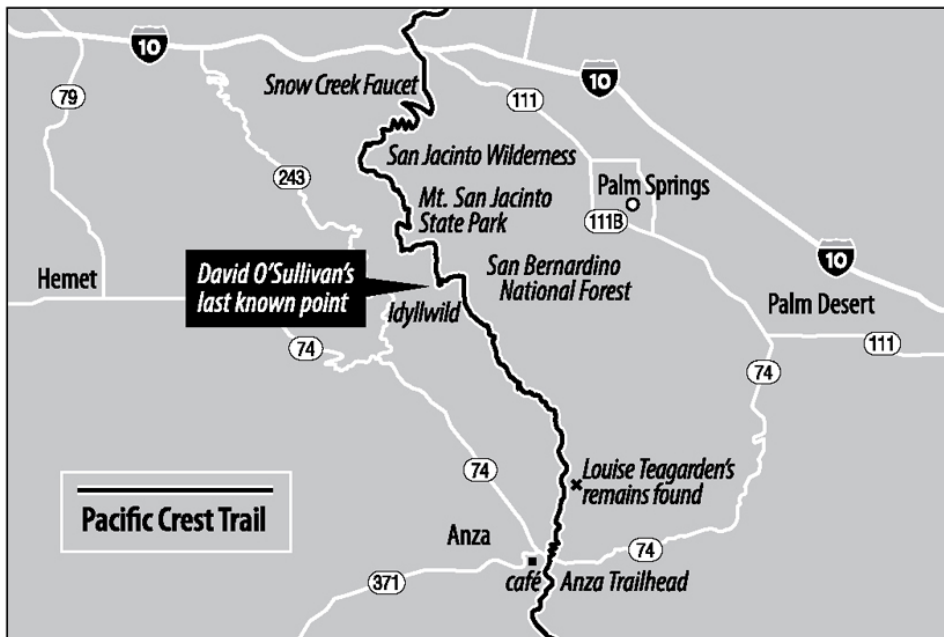 10
79
Snow Creek Faucet
111
10
San Jacinto Wilderness
243
Palm Springs
Mt. San Jacinto
State Park
111B
10
David O'Sullivan's
last known point
San Bernardino
National Forest
Hemet
Palm Desert
Idyllwild
74
111
74
74
Louise Teagarden's
remains found
Pacific Crest Trail
Anza
74
café
Anza Trailhead
371